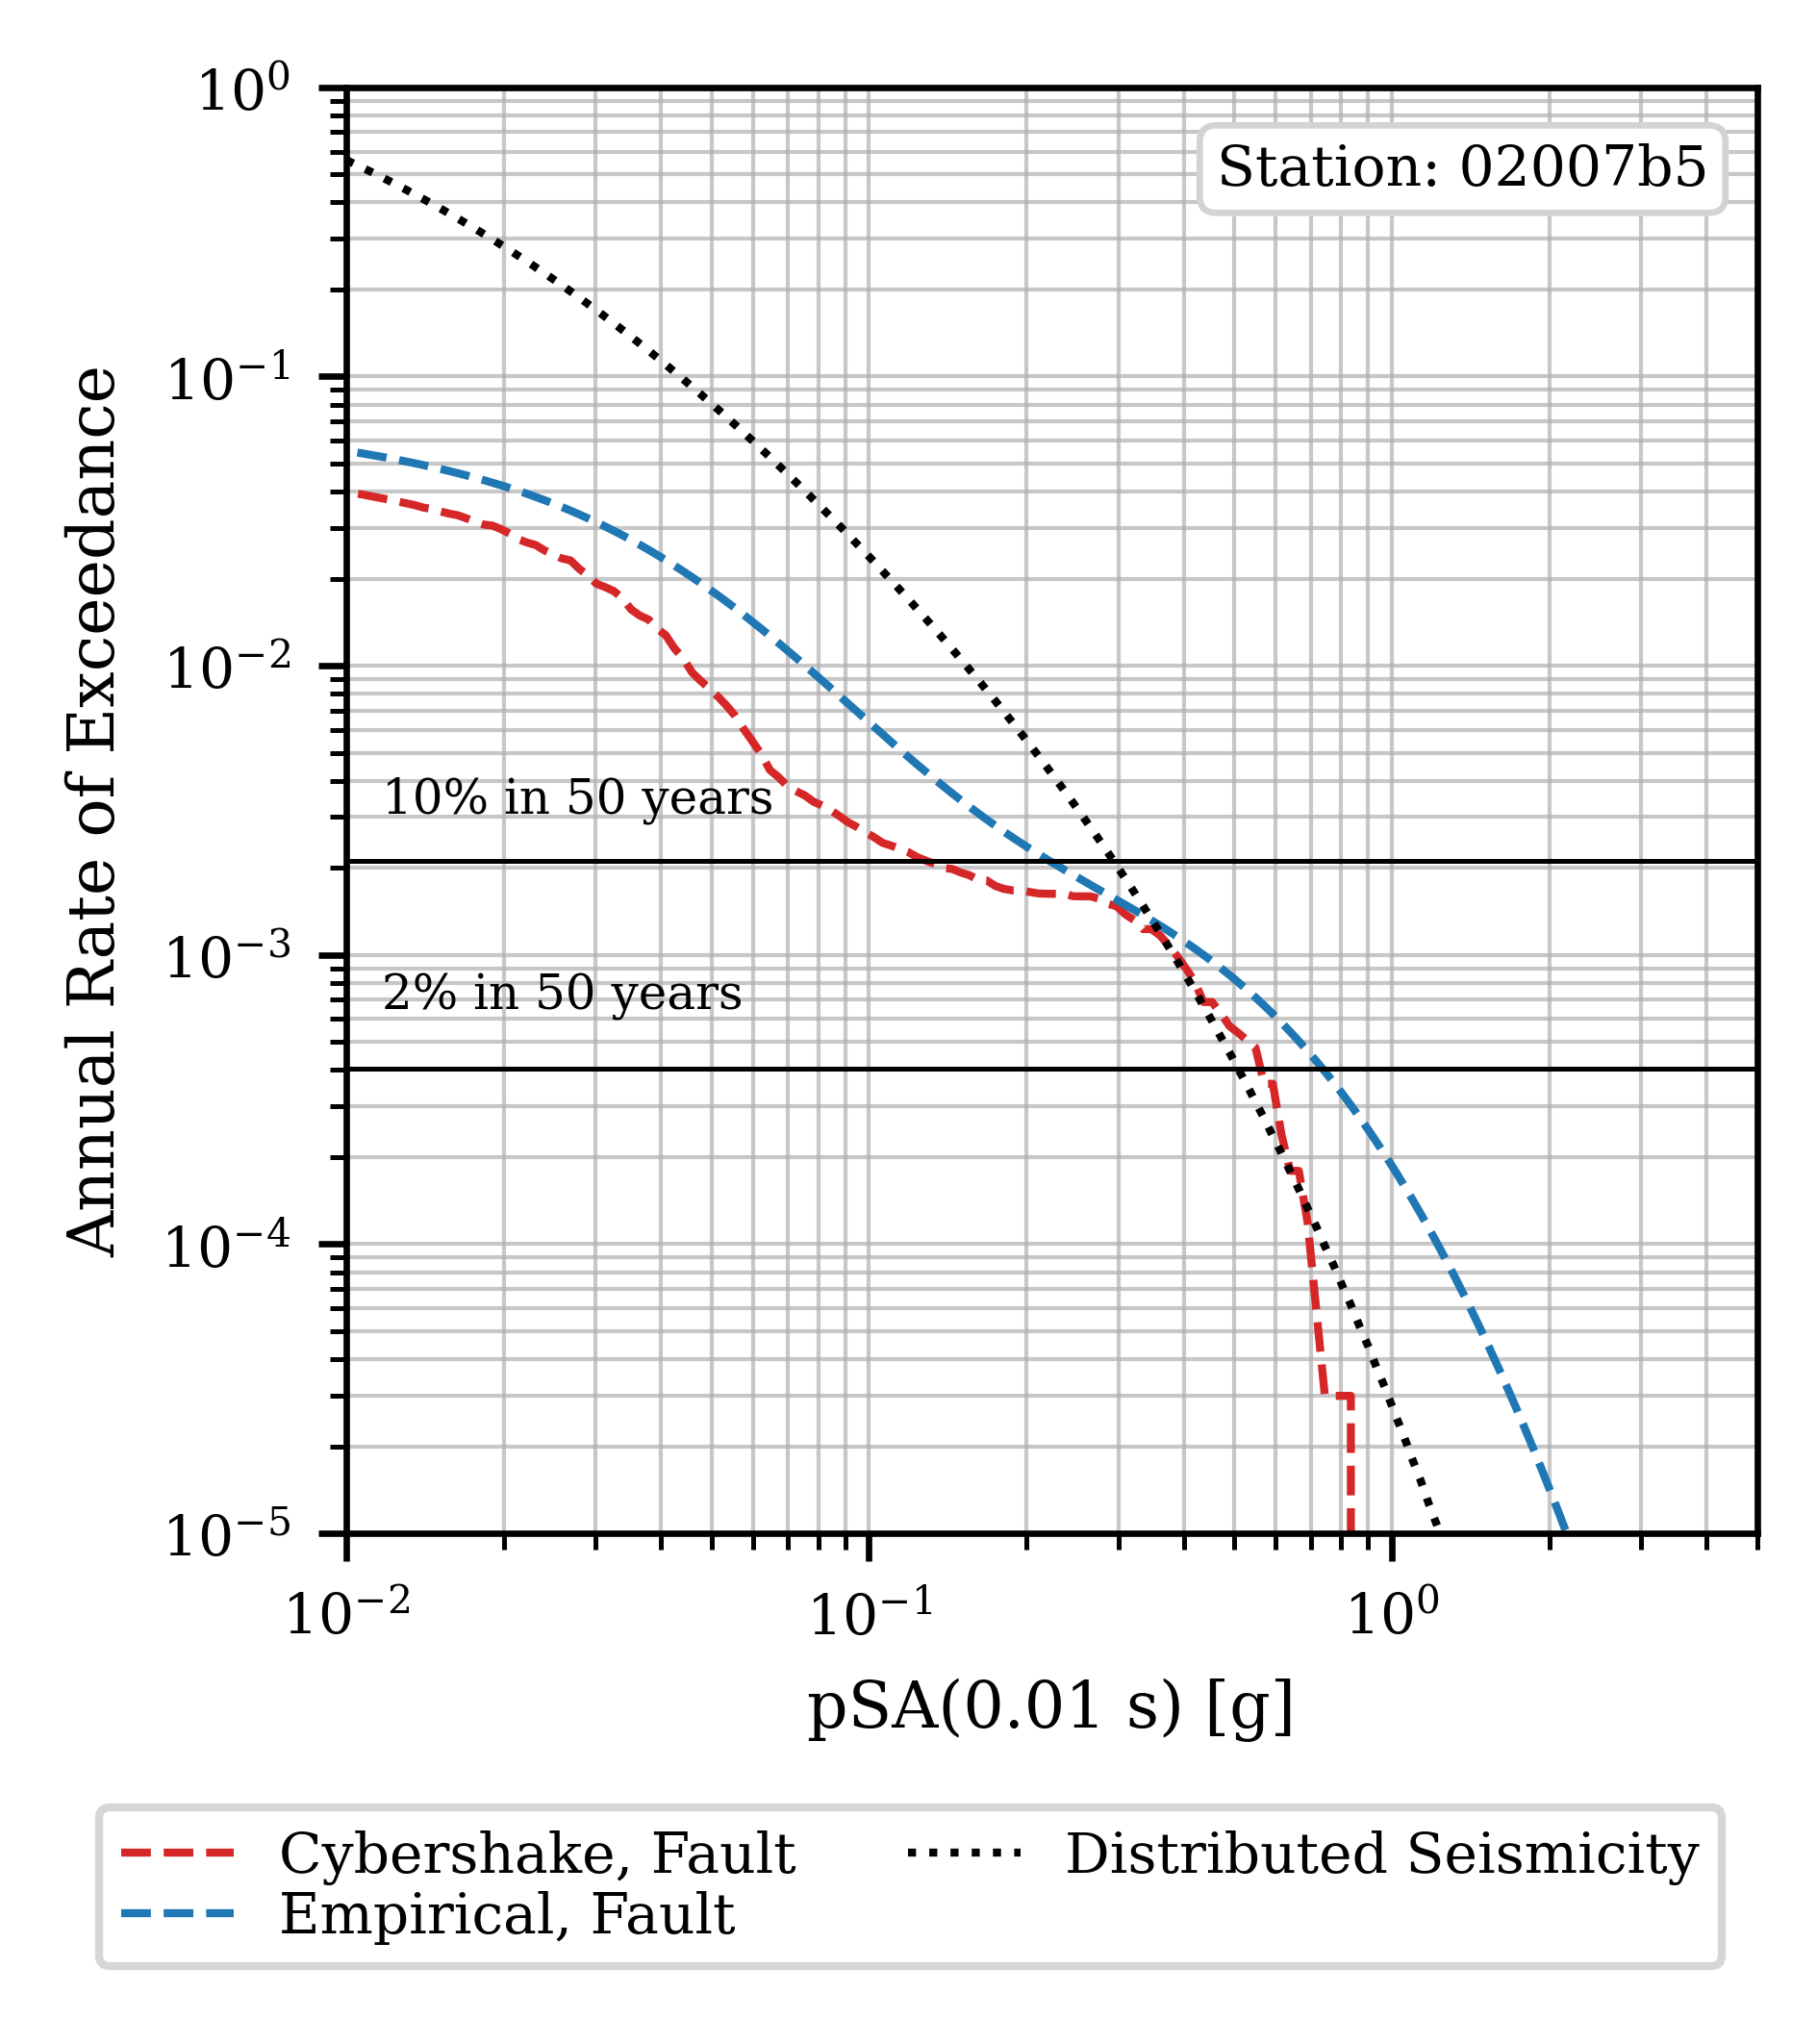 10⁰
10⁻¹
10⁻²
10⁻³
10⁻⁴
10⁻⁵
Annual Rate of Exceedance
Station: 02007b5
10% in 50 years
2% in 50 years
10⁻² 10⁻¹ 10⁰
pSA(0.01 s) [g]
Cybershake, Fault
Empirical, Fault
Distributed Seismicity